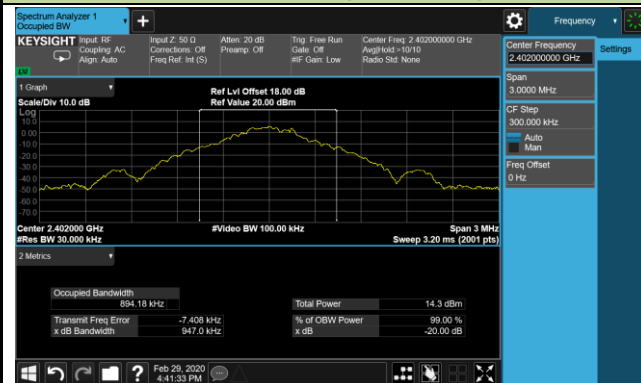 Spectrum Analyzer 1
Occupied BW
Frequency
KEYSIGHT
Input: RF
Coupling: AC
Align: Auto
Input Z: 50 Ω
Corrections: Off
Freq Ref: Int (S)
Atten: 20 dB
Preamp: Off
Trig: Free Run
Gate: Off
#IF Gain: Low
Center Freq: 2.402000000 GHz
Avg|Hold:>10/10
Radio Std: None
Center Frequency
2.402000000 GHz
Settings
Span
3.0000 MHz
CF Step
300.000 kHz
Auto
Man
Freq Offset
0 Hz
1 Graph
Scale/Div 10.0 dB
Ref Lvl Offset 18.00 dB
Ref Value 20.00 dBm
Log
10.0
0.00
-10.0
-20.0
-30.0
-40.0
-50.0
-60.0
-70.0
Center 2.402000 GHz
#Video BW 100.00 kHz
Span 3 MHz
#Res BW 30.000 kHz
Sweep 3.20 ms (2001 pts)
2 Metrics
Occupied Bandwidth
894.18 kHz
Total Power
14.3 dBm
Transmit Freq Error
-7.408 kHz
% of OBW Power
99.00 %
x dB Bandwidth
947.0 kHz
x dB
-20.00 dB
?
Feb 29, 2020
4:41:33 PM